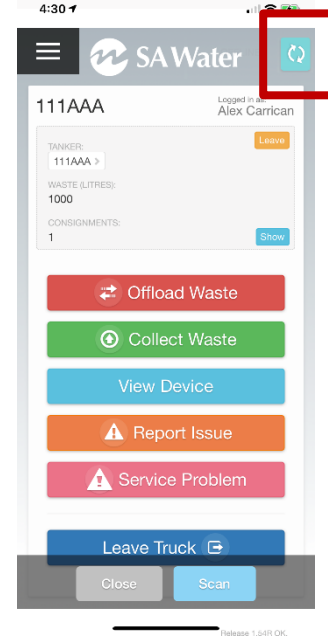 4:30
SA Water
111AAA
Logged in as:
Alex Carrican
TANKER:
Leave
111AAA >
WASTE (LITRES):
1000
CONSIGNMENTS:
1
Show
Offload Waste
Collect Waste
View Device
Report Issue
Service Problem
Leave Truck
Close
Scan
Release 1.54R OK.